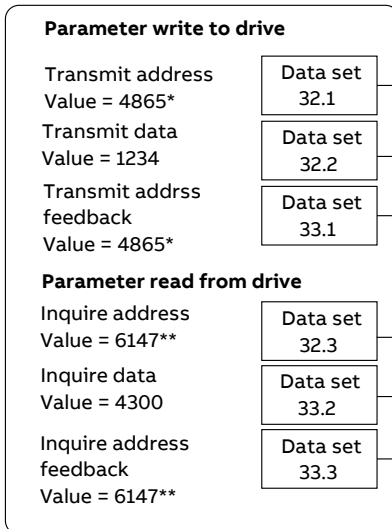 Parameter write to drive
Transmit address
Value = 4865*
Data set
32.1
Transmit data
Value = 1234
Data set
32.2
Transmit addrss
feedback
Value = 4865*
Data set
33.1
Parameter read from drive
Inquire address
Value = 6147**
Data set
32.3
Inquire data
Value = 4300
Data set
33.2
Inquire address
feedback
Value = 6147**
Data set
33.3